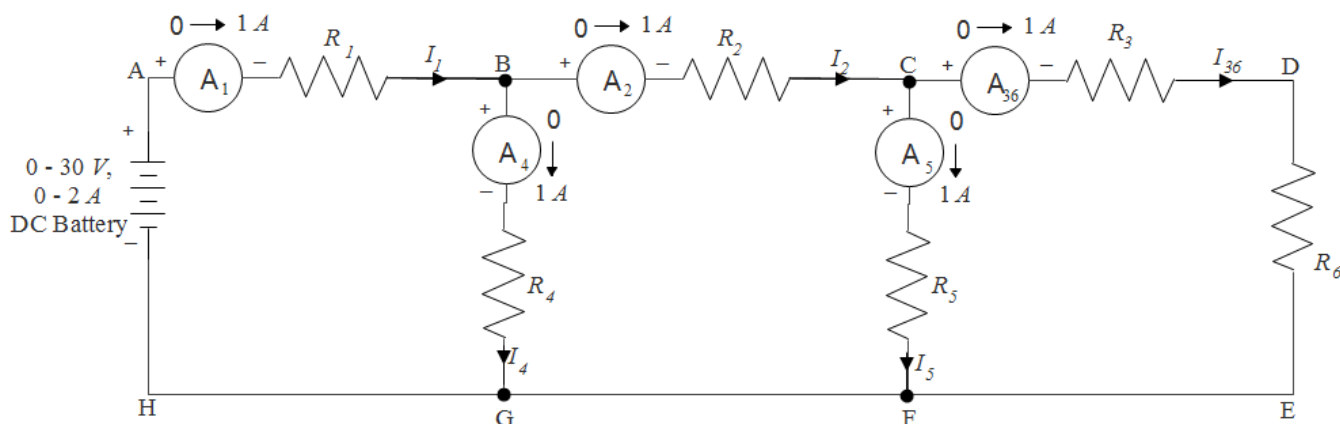 0 → 1 A
0 → 1 A
0 → 1 A
R1 I1 B R2 I2 C R3 I36 D
A + A1 − + A2 − + A36 −
+ + 0 + 0
A4 A5
0 - 30 V,
0 - 2 A
DC Battery
− − 1 A − 1 A
R4 R5 R6
I4 I5
H G F E